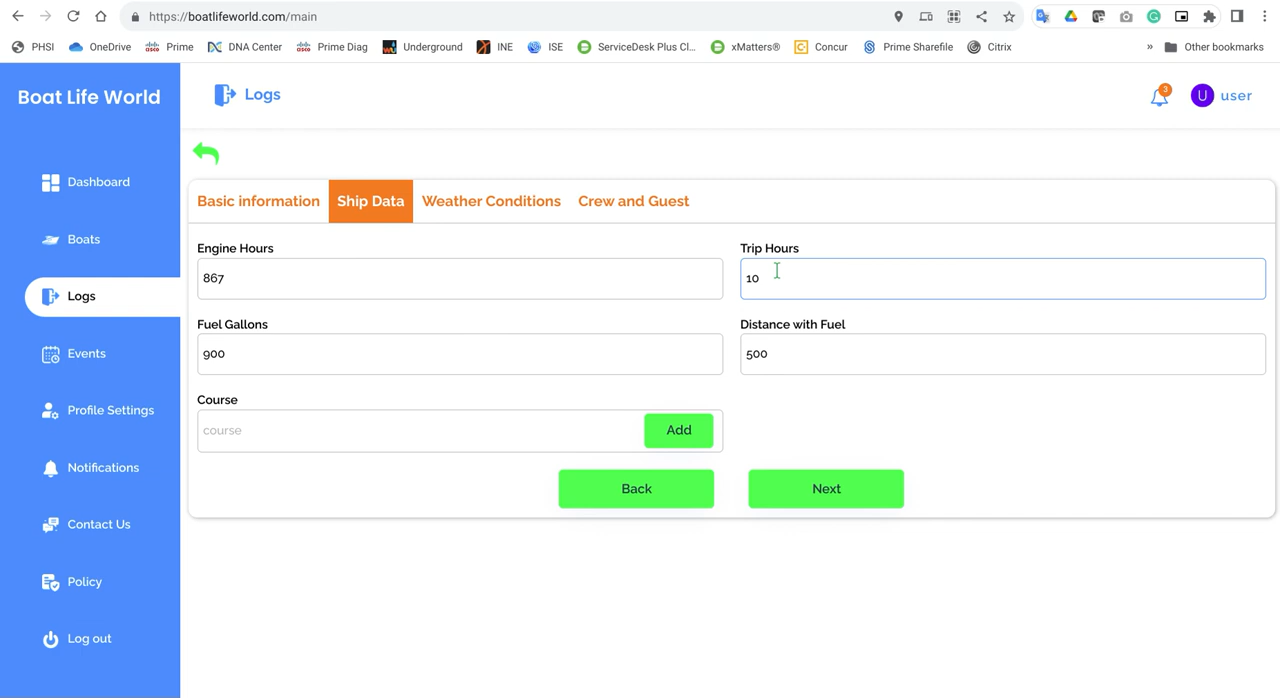 https://boatlifeworld.com/main
PHSI OneDrive Prime DNA Center Prime Diag Underground INE ISE ServiceDesk Plus Cl... xMatters® Concur Prime Sharefile Citrix » Other bookmarks
Boat Life World
Logs
3
U user
Dashboard
Boats
Logs
Events
Profile Settings
Notifications
Contact Us
Policy
Log out
Basic information Ship Data Weather Conditions Crew and Guest
Engine Hours
867
Trip Hours
10
Fuel Gallons
900
Distance with Fuel
500
Course
course
Add
Back
Next